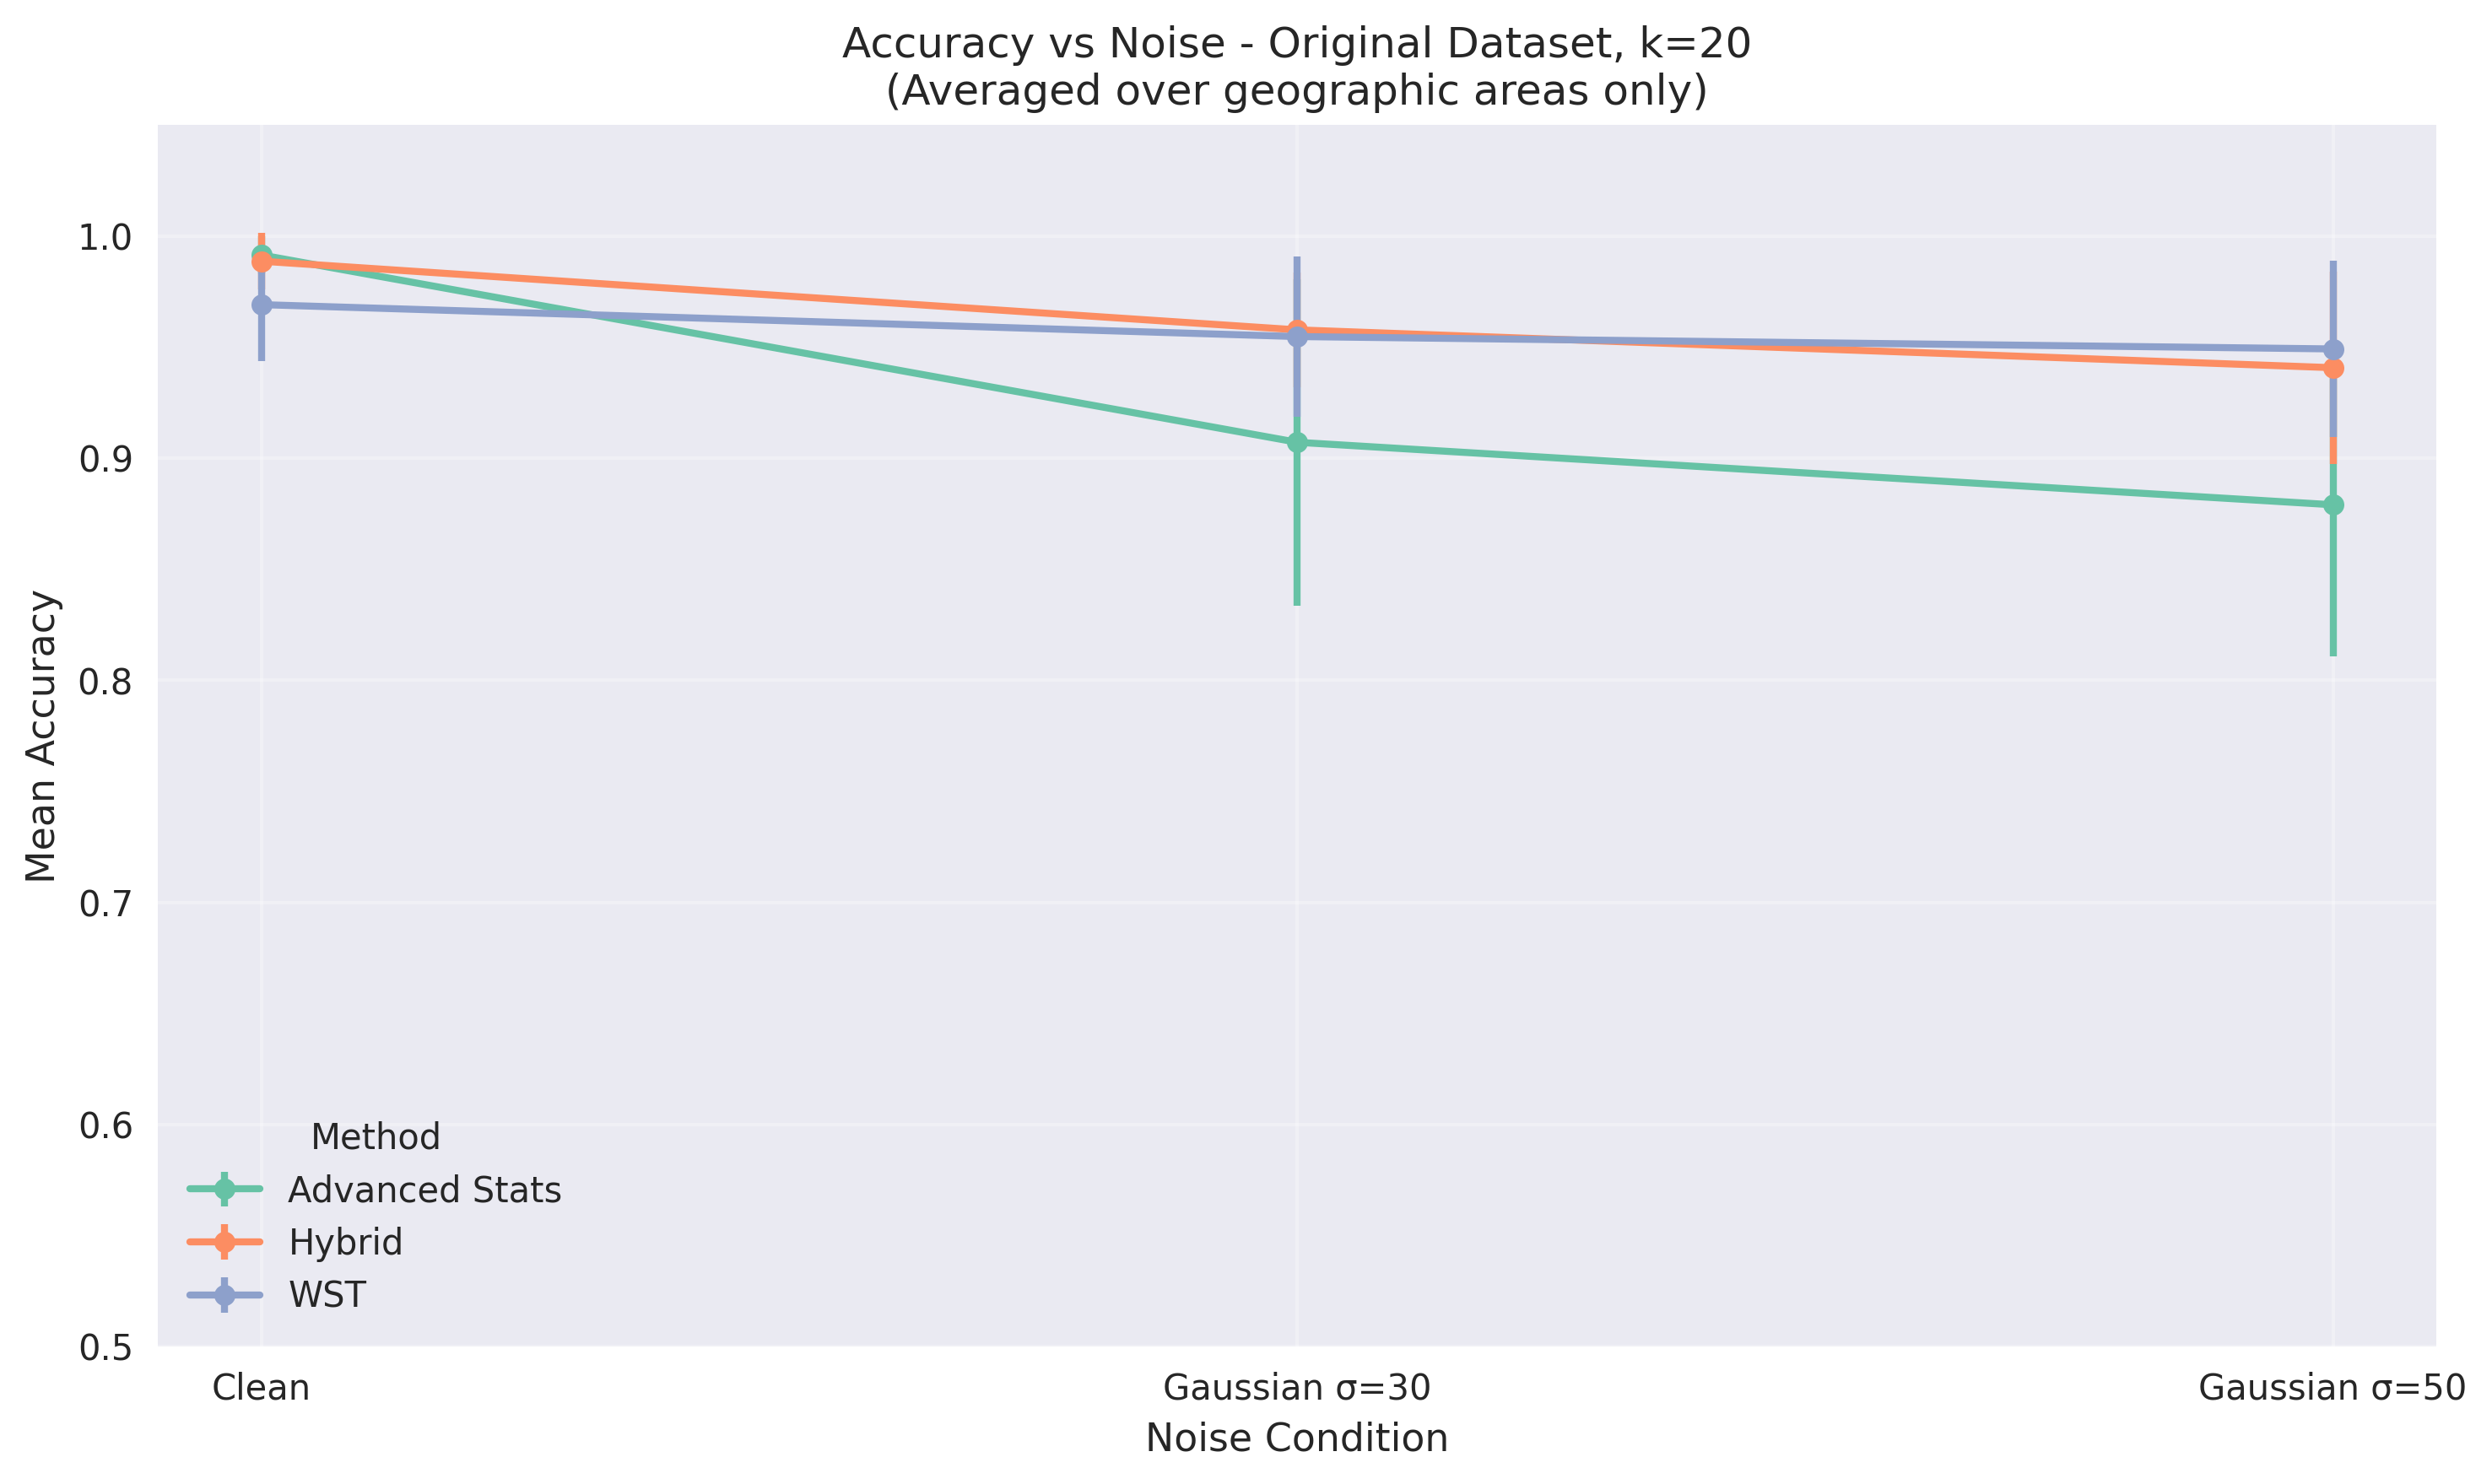 Accuracy vs Noise - Original Dataset, k=20
(Averaged over geographic areas only)
Mean Accuracy
1.0
0.9
0.8
0.7
0.6
0.5
Method
Advanced Stats
Hybrid
WST
Clean
Gaussian σ=30
Gaussian σ=50
Noise Condition